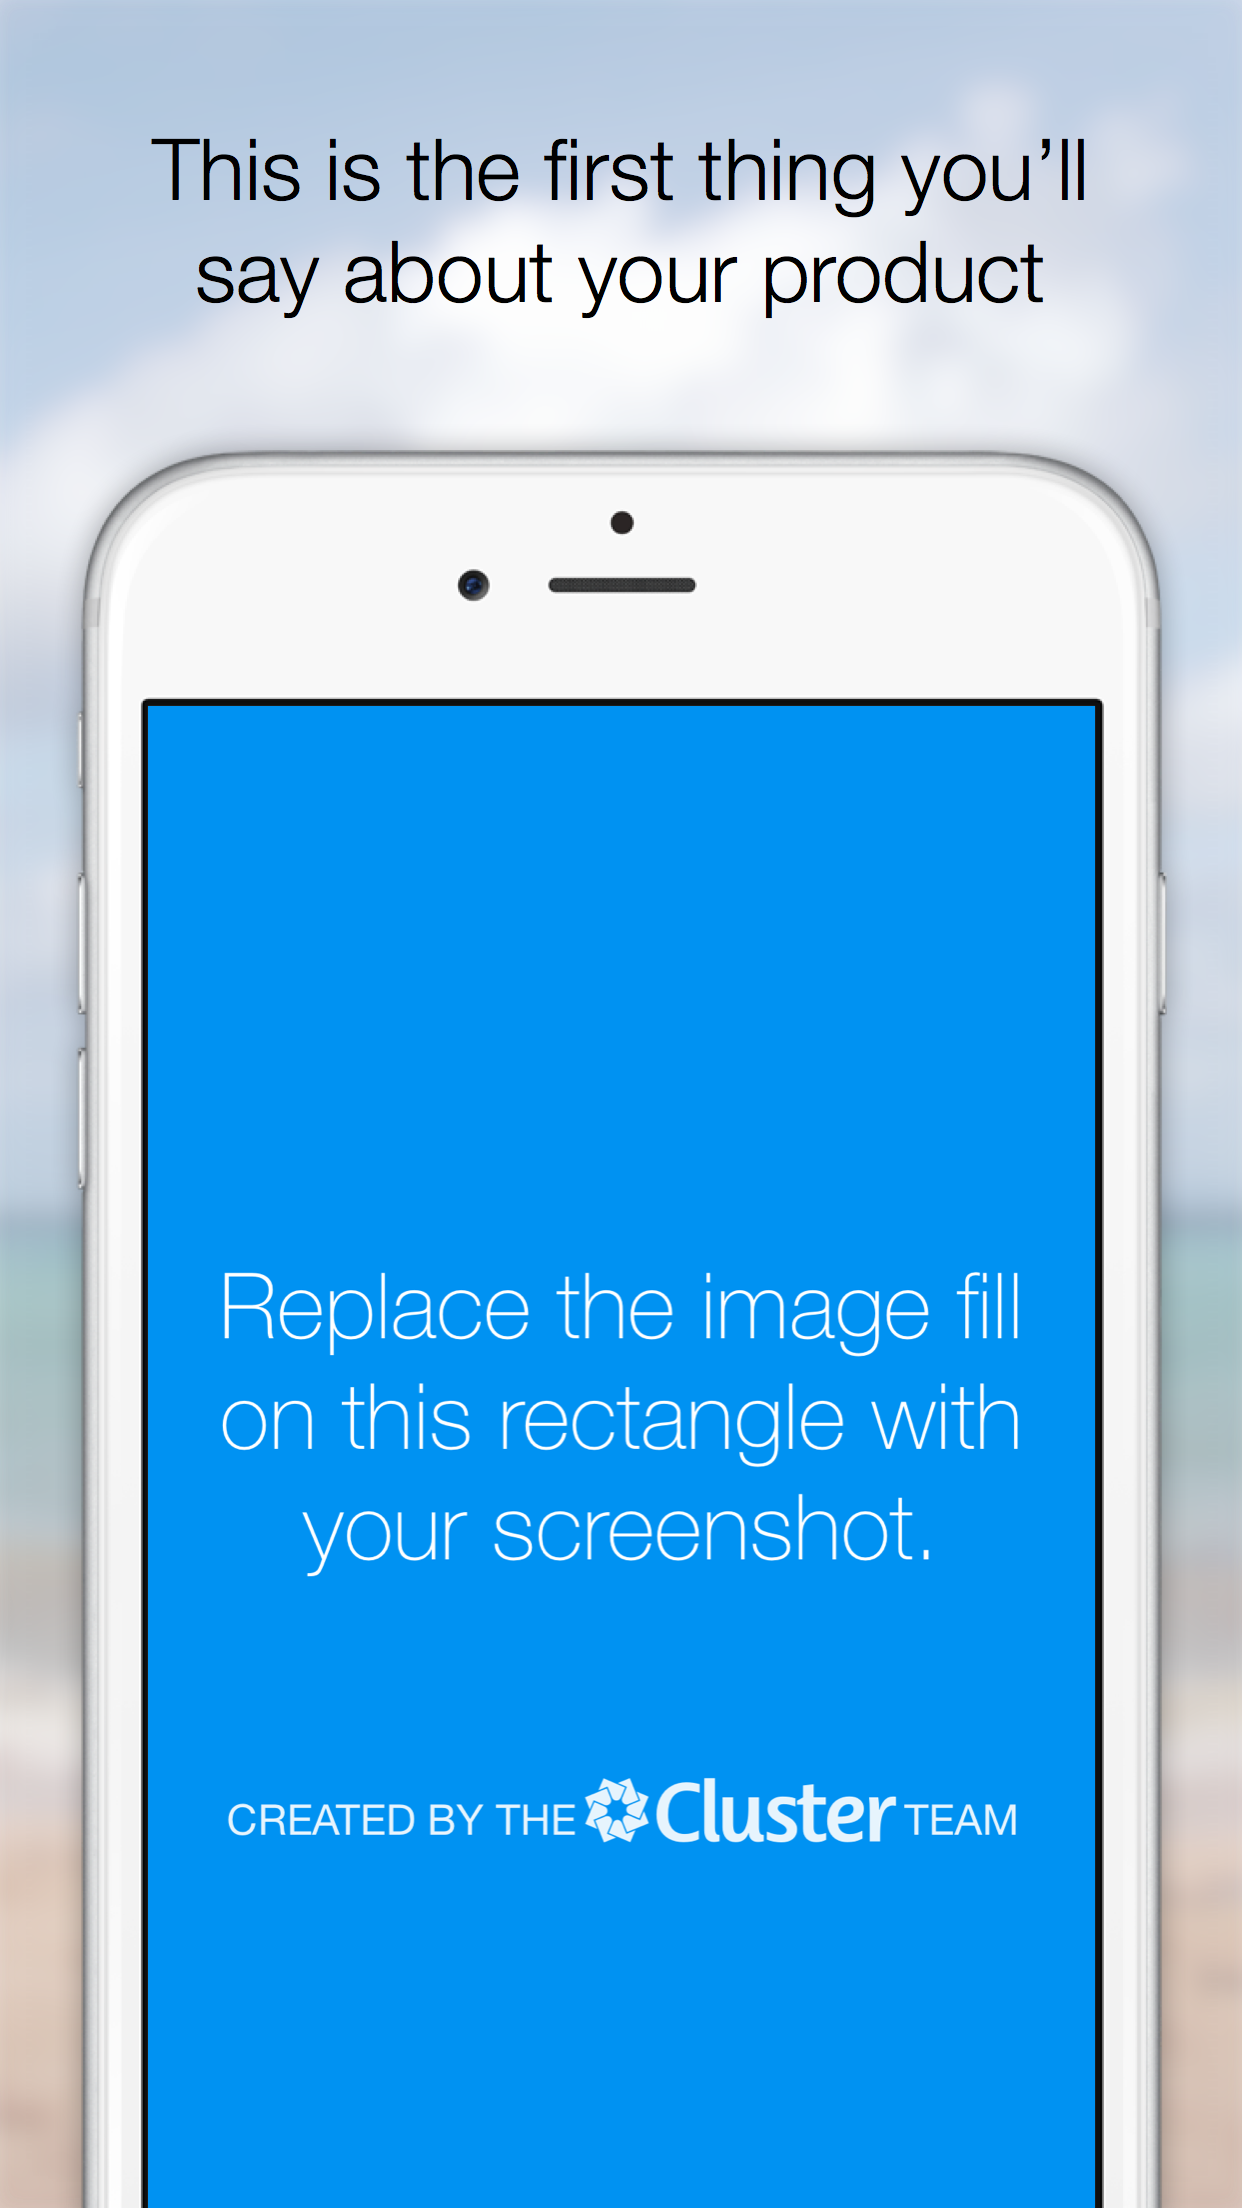 This is the first thing you’ll
say about your product
Replace the image fill
on this rectangle with
your screenshot.
CREATED BY THE Cluster TEAM